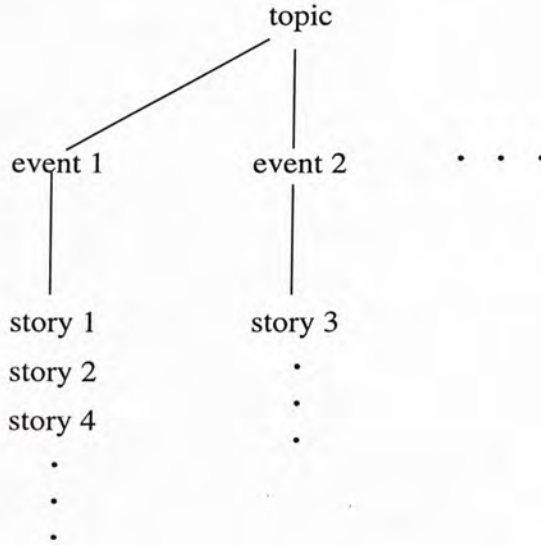 topic
event 1 event 2 . . .
story 1 story 3
story 2 .
story 4 .
. .
.
.